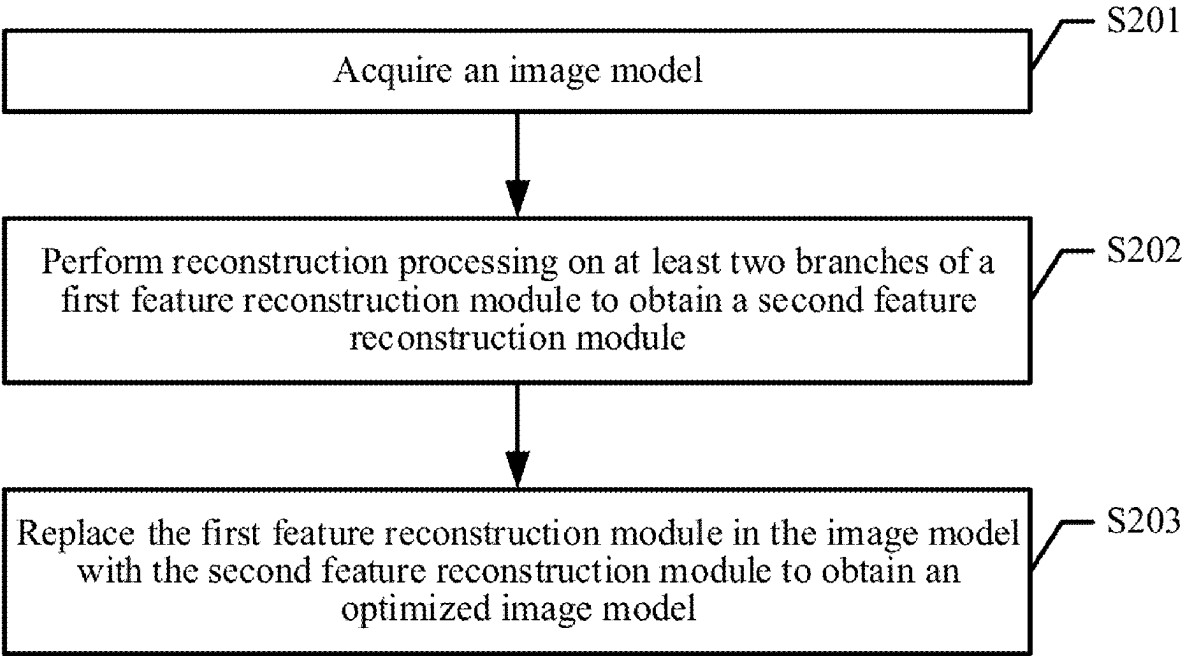 S201
Acquire an image model
S202
Perform reconstruction processing on at least two branches of a
first feature reconstruction module to obtain a second feature
reconstruction module
S203
Replace the first feature reconstruction module in the image model
with the second feature reconstruction module to obtain an
optimized image model